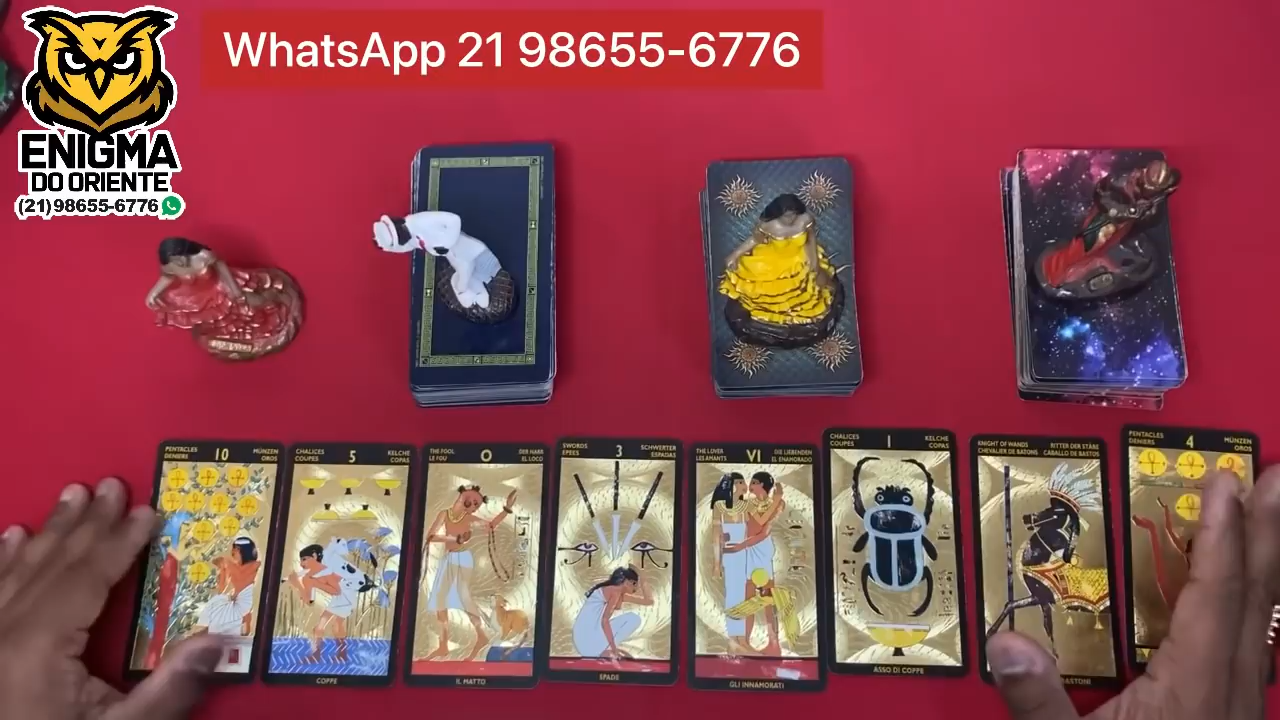 WhatsApp 21 98655-6776
ENIGMA
DO ORIENTE
(21)98655-6776
PENTACLES
DENIERS
10
MÜNZEN
OROS
CHALICES
COUPES
5
KELCHE
COPAS
COPPE
THE FOOL
LE FOU
0
DER NARR
EL LOCO
IL MATTO
SWORDS
EPEES
3
SCHWERTER
ESPADAS
SPADE
THE LOVER
LES AMANTS
VI
DIE LIEBENDEN
EL ENAMORADO
GLI INNAMORATI
CHALICES
COUPES
1
KELCHE
COPAS
ASSO DI COPPE
KNIGHT OF WANDS
CHEVALIER DE BATONS
RITTER DER STÄBE
CABALLO DE BASTOS
BASTONI
PENTACLES
DENIERS
4
MÜNZEN
OROS